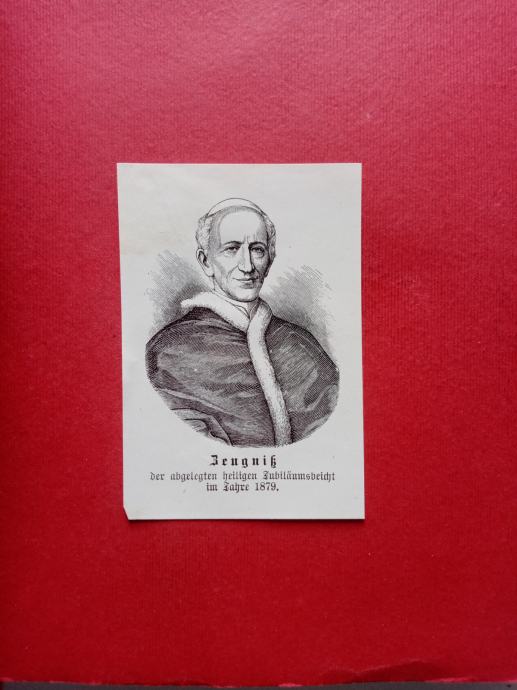 Zeugniß
der abgelegten heiligen Jubiläumsbeicht
im Jahre 1879.